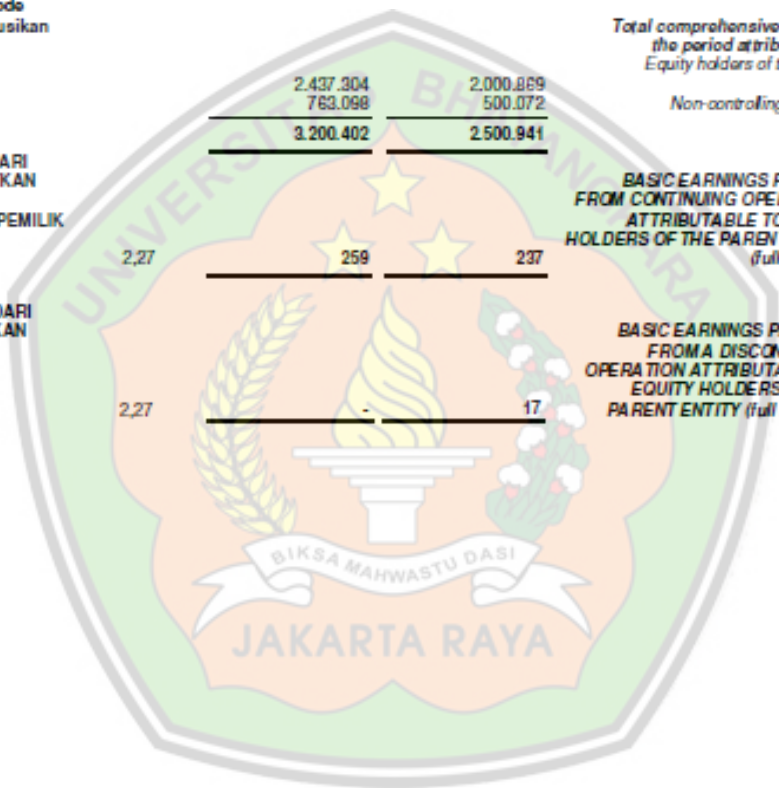 ode
usikan Total comprehensive
the period attrib
Equity holders of t
2.437.304 2.000.869
763.098 500.072 Non-controlling
3.200.402 2.500.941
ARI
KAN BASIC EARNINGS P
FROM CONTINUING OPE
PEMILIK ATTRIBUTABLE TO
HOLDERS OF THE PAREN
2,27 259 237 (full
DARI
KAN BASIC EARNINGS P
FROM A DISCON
OPERATION ATTRIBUTA
EQUITY HOLDERS
2,27 - 17 PARENT ENTITY (full
UNIVERSITAS BHAYANGKARA
BIKSA MAHWASTU DASI
JAKARTA RAYA